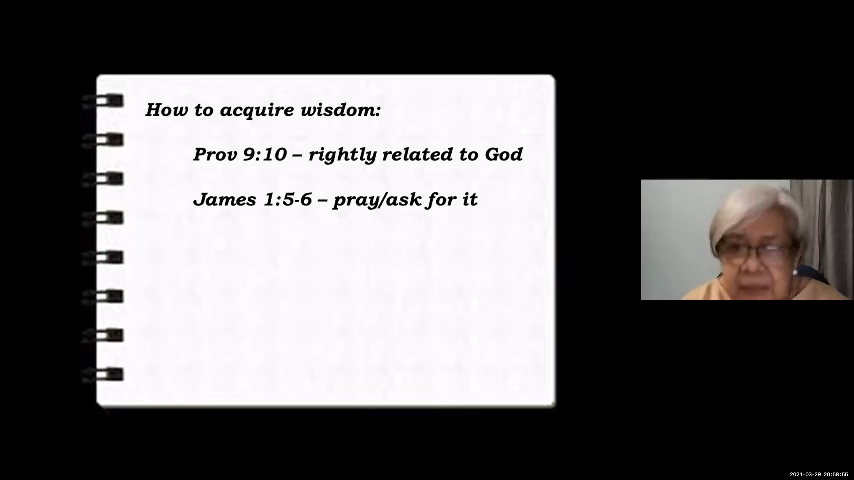 How to acquire wisdom:
Prov 9:10 – rightly related to God
James 1:5-6 – pray/ask for it